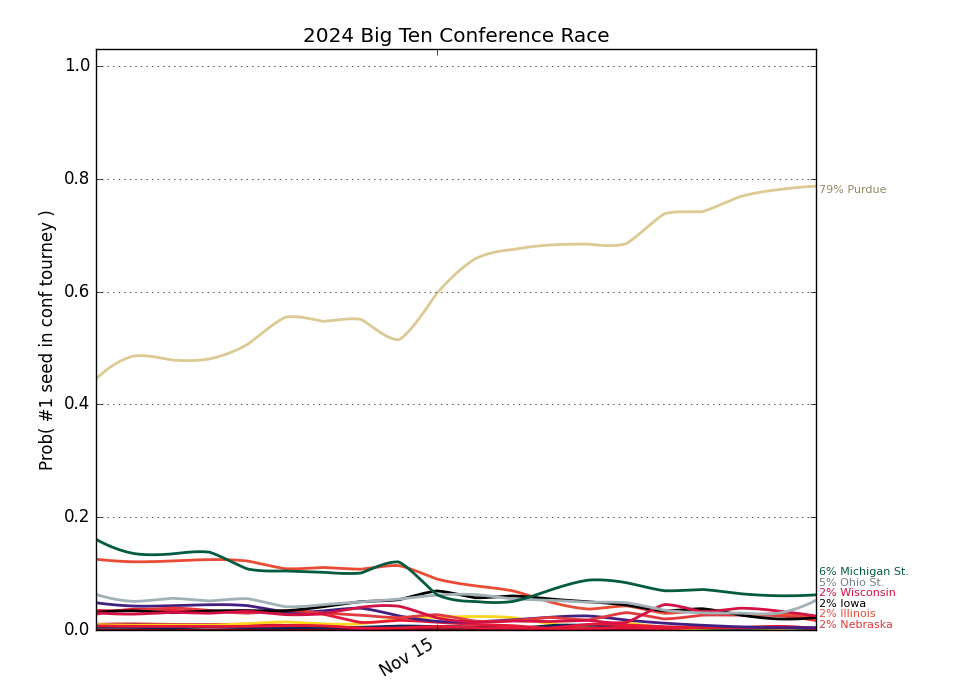 2024 Big Ten Conference Race
Prob( #1 seed in conf tourney )
1.0
0.8
0.6
0.4
0.2
0.0
Nov 15
79% Purdue
6% Michigan St.
5% Ohio St.
2% Wisconsin
2% Iowa
2% Illinois
2% Nebraska